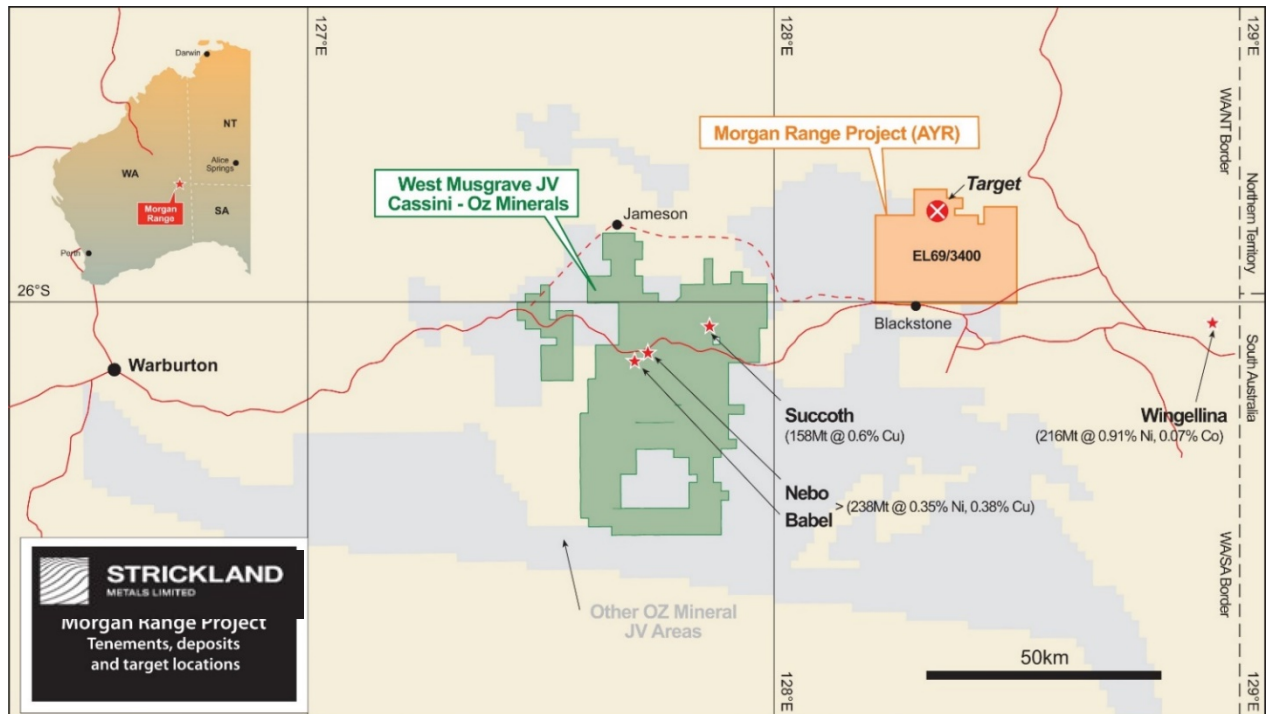 127°E
128°E
129°E
Darwin
NT
Alice
Springs
WA
SA
Morgan
Range
Perth
Morgan Range Project (AYR)
Target
EL69/3400
WA/NT Border
Northern Territory
West Musgrave JV
Cassini - Oz Minerals
Jameson
26°S
Blackstone
Warburton
South Australia
Succoth
(158Mt @ 0.6% Cu)
Wingellina
(216Mt @ 0.91% Ni, 0.07% Co)
Nebo
Babel
> (238Mt @ 0.35% Ni, 0.38% Cu)
WA/SA Border
Other OZ Mineral
JV Areas
STRICKLAND
METALS LIMITED
Morgan Range Project
Tenements, deposits
and target locations
50km
128°E
129°E